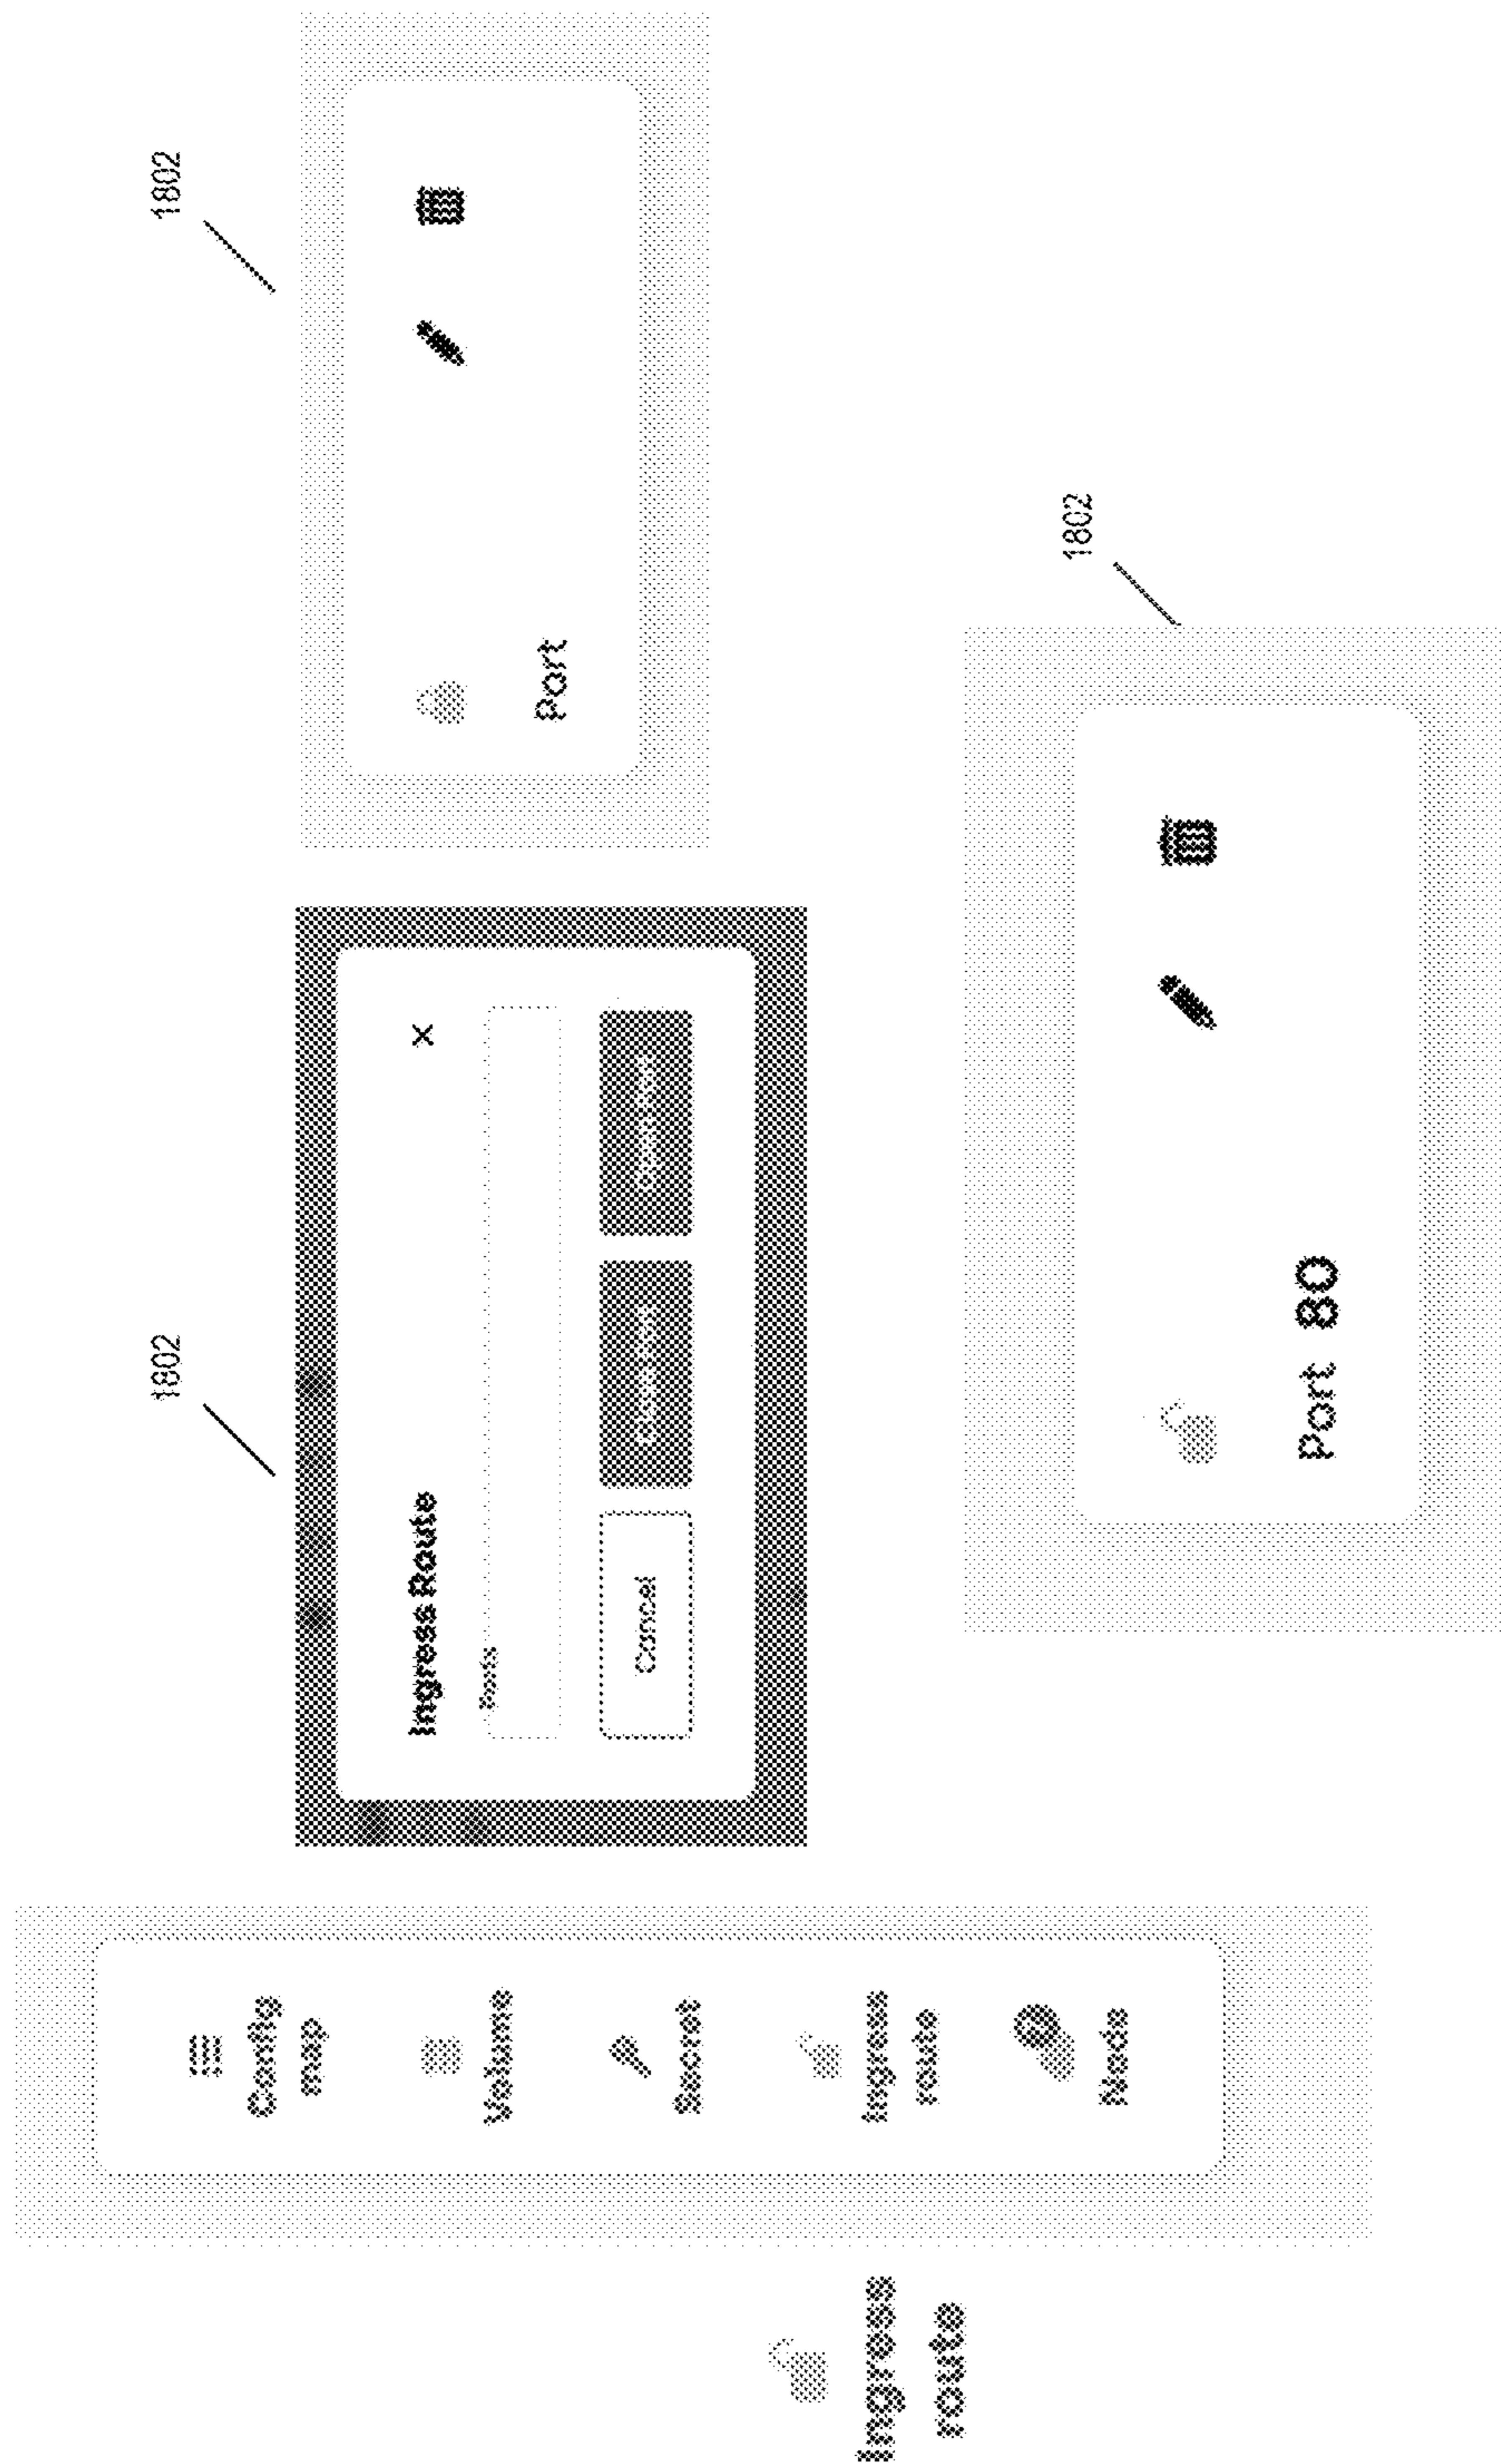 Ingress
route
Config
map
Volume
Secret
Ingress
route
Node
1802
Ingress Route
X
Ports
Cancel
1802
Port
1802
Port 80